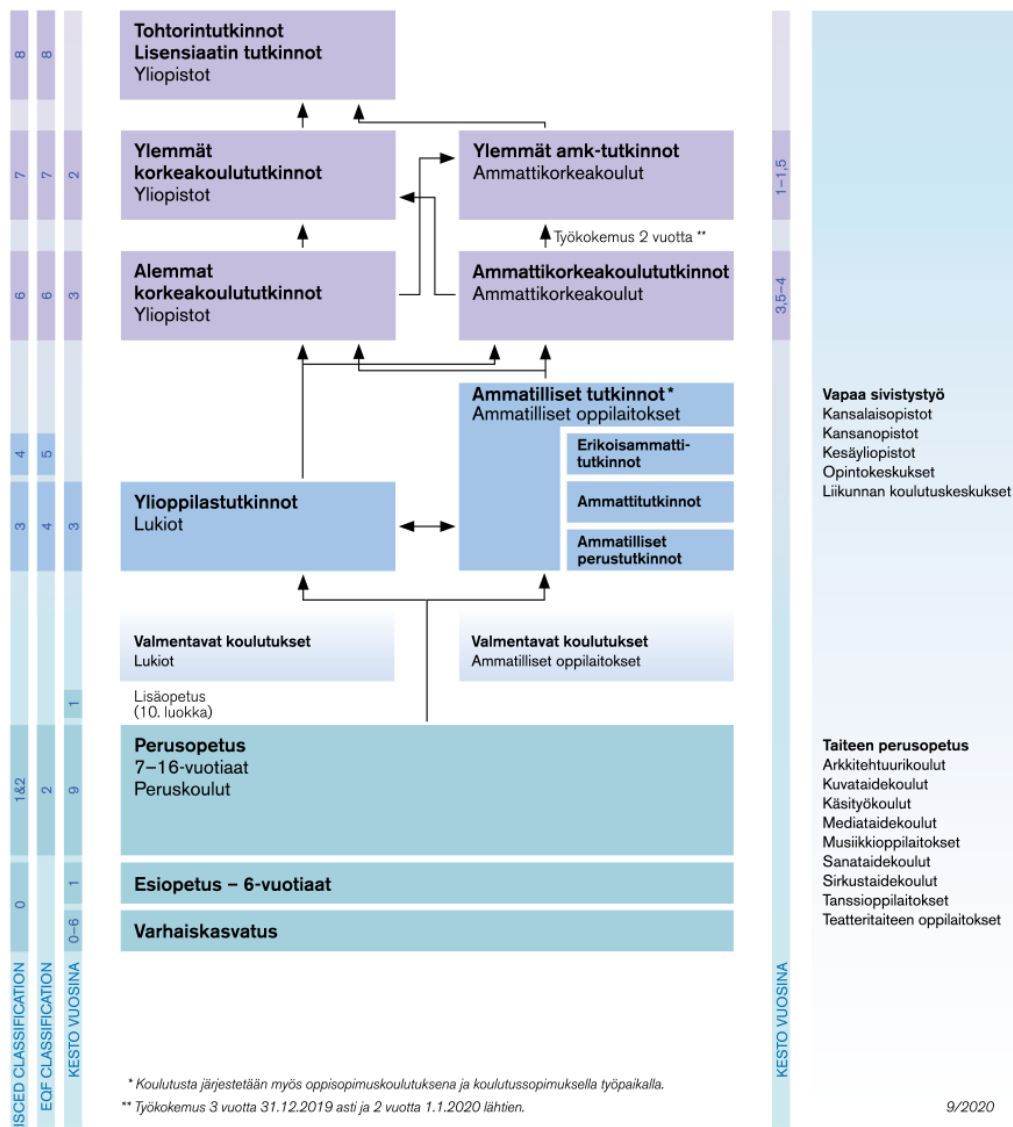 Tohtorintutkinnot
Lisensiaatin tutkinnot
Yliopistot
8
8
Ylemmät
korkeakoulututkinnot
Yliopistot
Ylemmät amk-tutkinnot
Ammattikorkeakoulut
7
7
2
1–1,5
Työkokemus 2 vuotta **
Alemmat
korkeakoulututkinnot
Yliopistot
Ammattikorkeakoulututkinnot
Ammattikorkeakoulut
6
6
3
3,5–4
Ammatilliset tutkinnot *
Ammatilliset oppilaitokset
Erikoisammatti-
tutkinnot
Ammattitutkinnot
Ammatilliset
perustutkinnot
4
5
Ylioppilastutkinnot
Lukiot
3
4
3
Valmentavat koulutukset
Lukiot
Valmentavat koulutukset
Ammatilliset oppilaitokset
Lisäopetus
(10. luokka)
1
Perusopetus
7–16-vuotiaat
Peruskoulut
1&2
2
9
Esiopetus – 6-vuotiaat
0
1
Varhaiskasvatus
0–6
ISCED CLASSIFICATION
EQF CLASSIFICATION
KESTO VUOSINA
KESTO VUOSINA
Vapaa sivistystyö
Kansalaisopistot
Kansanopistot
Kesäyliopistot
Opintokeskukset
Liikunnan koulutuskeskukset
Taiteen perusopetus
Arkkitehtuurikoulut
Kuvataidekoulut
Käsityökoulut
Mediataidekoulut
Musiikkioppilaitokset
Sanataidekoulut
Sirkustaidekoulut
Tanssioppilaitokset
Teatteritaiteen oppilaitokset
* Koulutusta järjestetään myös oppisopimuskoulutuksena ja koulutussopimuksella työpaikalla.
** Työkokemus 3 vuotta 31.12.2019 asti ja 2 vuotta 1.1.2020 lähtien.
9/2020